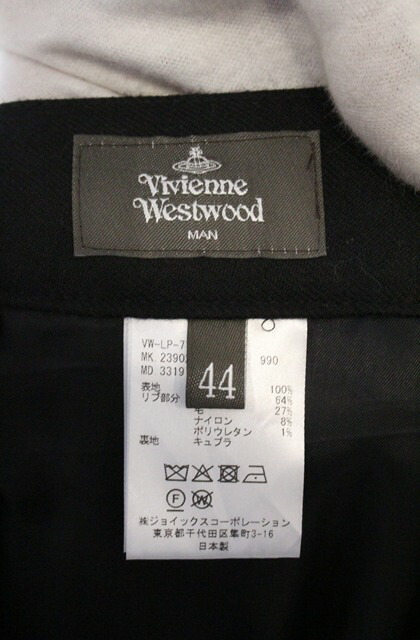 Vivienne
Westwood
MAN
44
VW-LP-7
MK. 2390 990
MD. 3319
表地 100%
リブ部分 64%
毛 27%
ナイロン 8%
ポリウレタン 1%
裏地 キュプラ
F
W
㈱ジョイックスコーポレーション
東京都千代田区飯田3-16
日本製